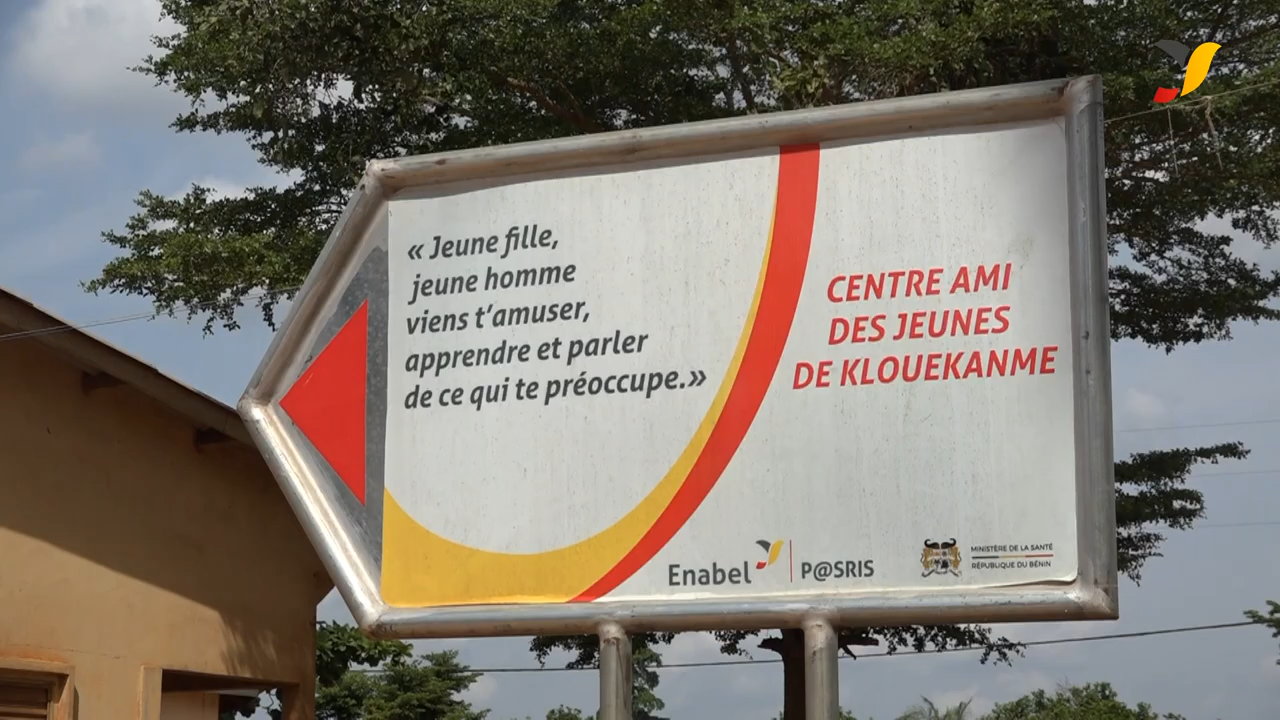 « Jeune fille,
jeune homme
viens t'amuser,
apprendre et parler
de ce qui te préoccupe.»
CENTRE AMI
DES JEUNES
DE KLOUEKANME
Enabel
P@SRIS
MINISTÈRE DE LA SANTÉ
RÉPUBLIQUE DU BÉNIN